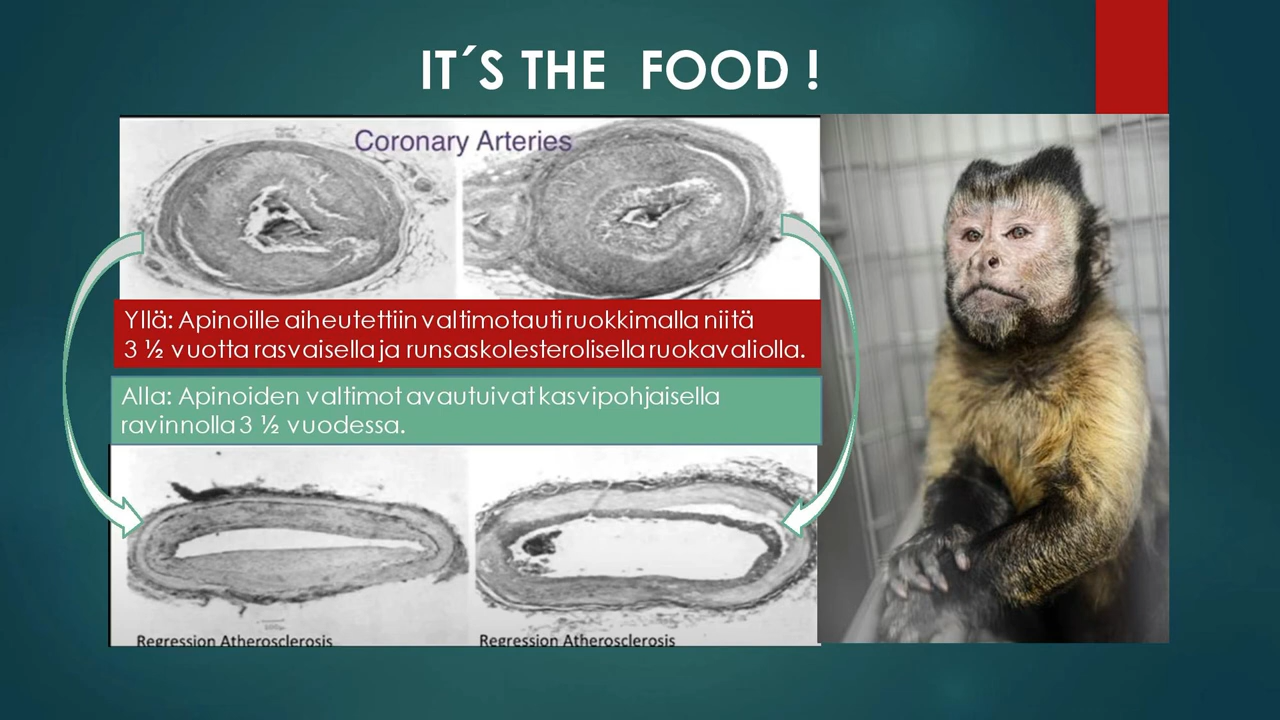 IT´S THE FOOD !
Coronary Arteries
Yllä: Apinoille aiheutettiin valtimotauti ruokkimalla niitä
3 ½ vuotta rasvaisella ja runsaskolesterolisella ruokavaliolla.
Alla: Apinoiden valtimot avautuivat kasvipohjaisella
ravinnolla 3 ½ vuodessa.
Regression Atherosclerosis
Regression Atherosclerosis